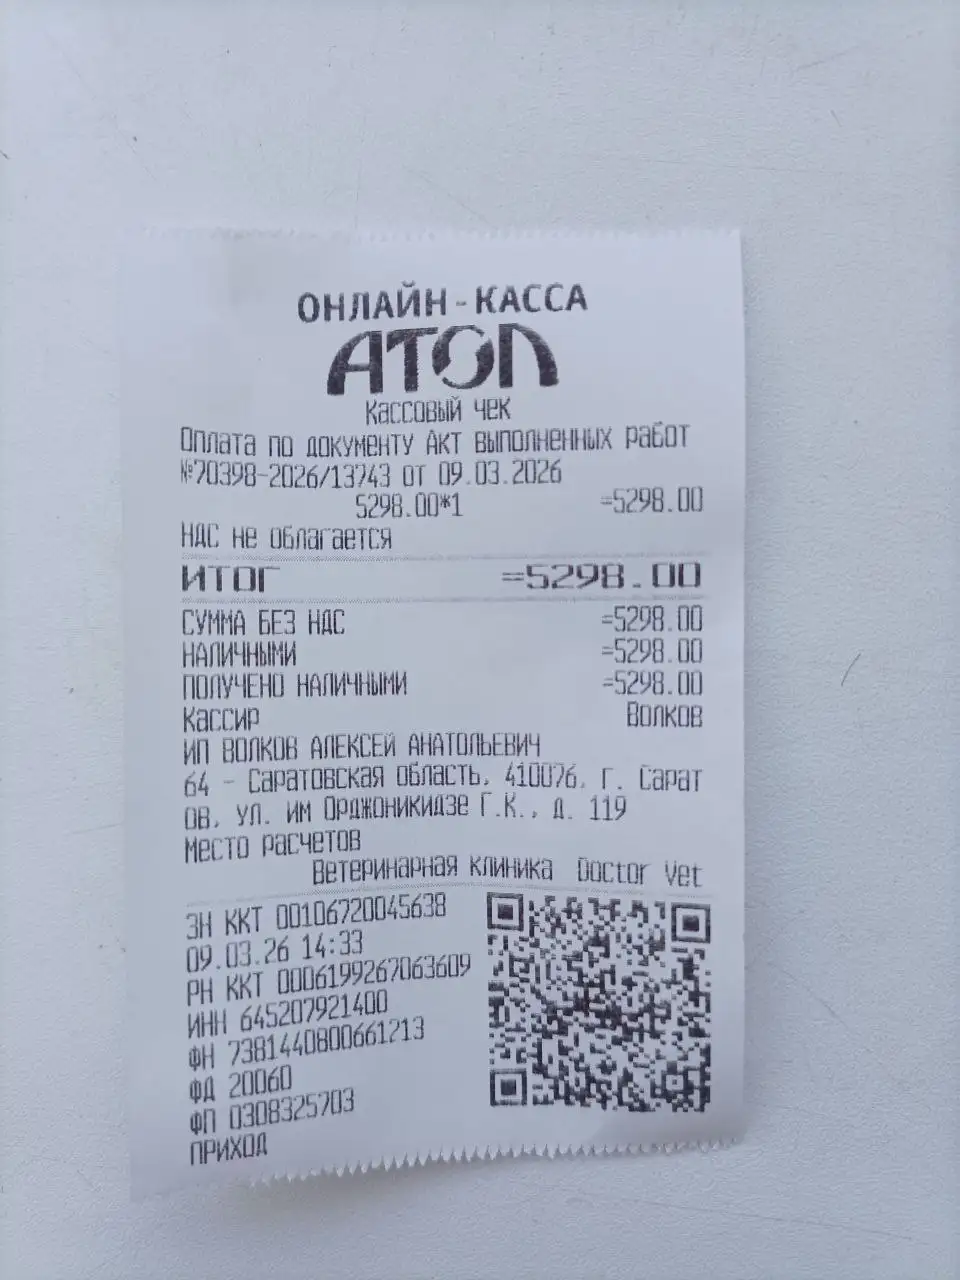 ОНЛАЙН-КАССА
АТОЛ
Кассовый чек
Оплата по документу Акт выполненных работ
№70398-2026/13743 от 09.03.2026
5298.00*1 =5298.00
НДС не облагается
ИТОГ =5298.00
СУММА БЕЗ НДС =5298.00
НАЛИЧНЫМИ =5298.00
ПОЛУЧЕНО НАЛИЧНЫМИ =5298.00
Кассир Волков
ИП ВОЛКОВ АЛЕКСЕЙ АНАТОЛЬЕВИЧ
64 - Саратовская область, 410076, г. Сарат
ов, ул. им Орджоникидзе Г.К., д. 119
Место расчетов
Ветеринарная клиника Doctor Vet
ЗН ККТ 00106720045638
09.03.26 14:33
РН ККТ 0006199267063609
ИНН 645207921400
ФН 7381440800661213
ФД 20060
ФП 0308325703
ПРИХОД